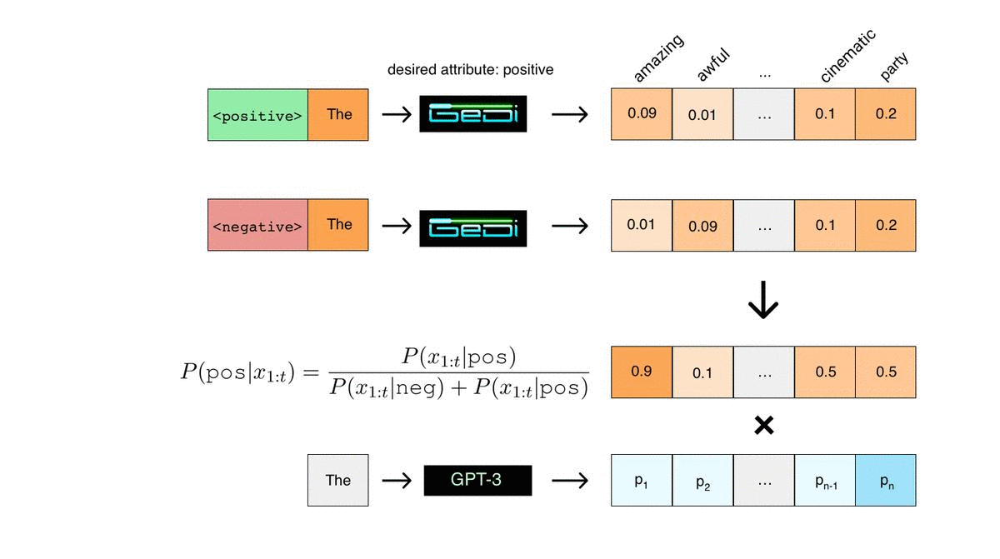 desired attribute: positive
amazing awful ... cinematic party
<positive> The GeDi 0.09 0.01 ... 0.1 0.2
<negative> The GeDi 0.01 0.09 ... 0.1 0.2
P(pos|x₁:ₜ) = P(x₁:ₜ|pos) / P(x₁:ₜ|neg) + P(x₁:ₜ|pos) 0.9 0.1 ... 0.5 0.5
×
The GPT-3 p₁ p₂ ... pₙ₋₁ pₙ